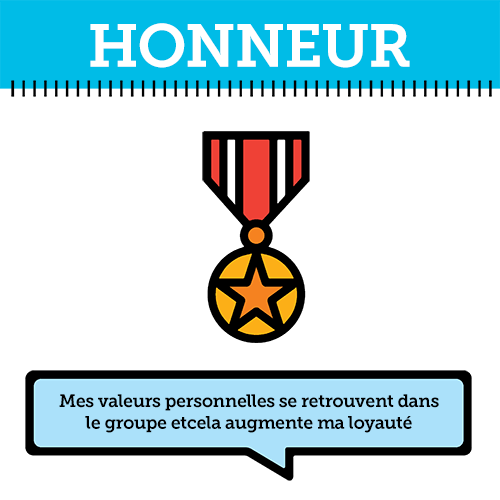 HONNEUR
Mes valeurs personnelles se retrouvent dans
le groupe etcela augmente ma loyauté